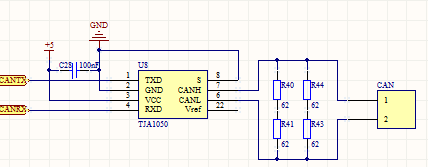 GND
+5
C28 100nF
U8
CANTX
1 TXD S 8
2 GND CANH 7
3 VCC CANL 6
4 RXD Vref 22
CANRX
TJA1050
R40 R44
62 62
R41 R43
62 62
CAN
1
2